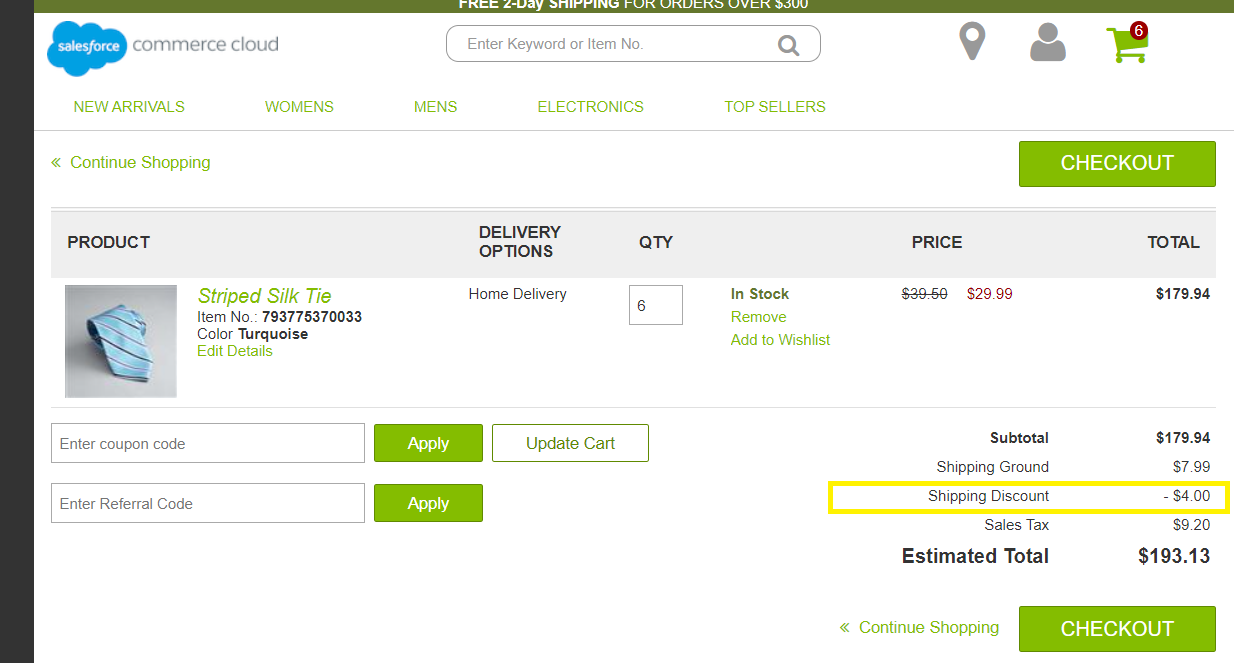 FREE 2-Day SHIPPING FOR ORDERS OVER $300
salesforce commerce cloud
Enter Keyword or Item No.
6
NEW ARRIVALS WOMENS MENS ELECTRONICS TOP SELLERS
« Continue Shopping
CHECKOUT
PRODUCT DELIVERY OPTIONS QTY PRICE TOTAL
Striped Silk Tie
Item No.: 793775370033
Color Turquoise
Edit Details
Home Delivery
6
In Stock
Remove
Add to Wishlist
$39.50 $29.99
$179.94
Enter coupon code Apply Update Cart
Enter Referral Code Apply
Subtotal $179.94
Shipping Ground $7.99
Shipping Discount - $4.00
Sales Tax $9.20
Estimated Total $193.13
« Continue Shopping CHECKOUT